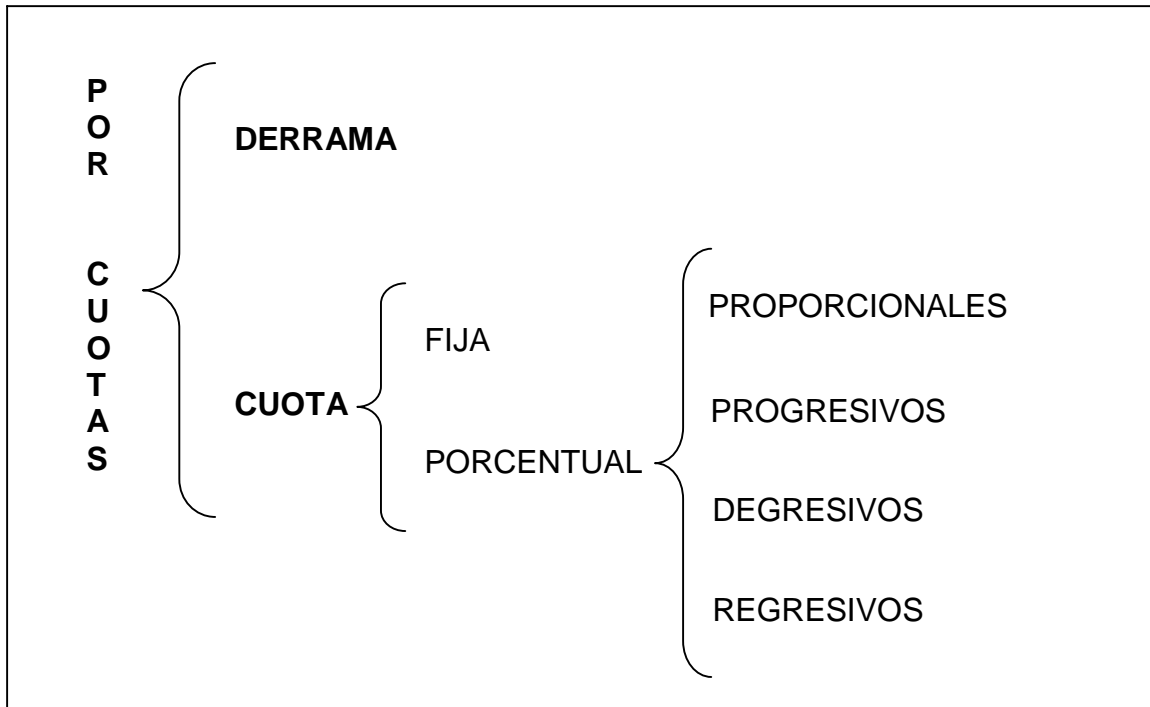 POR CUOTAS
DERRAMA
CUOTA
FIJA
PORCENTUAL
PROPORCIONALES
PROGRESIVOS
DEGRESIVOS
REGRESIVOS